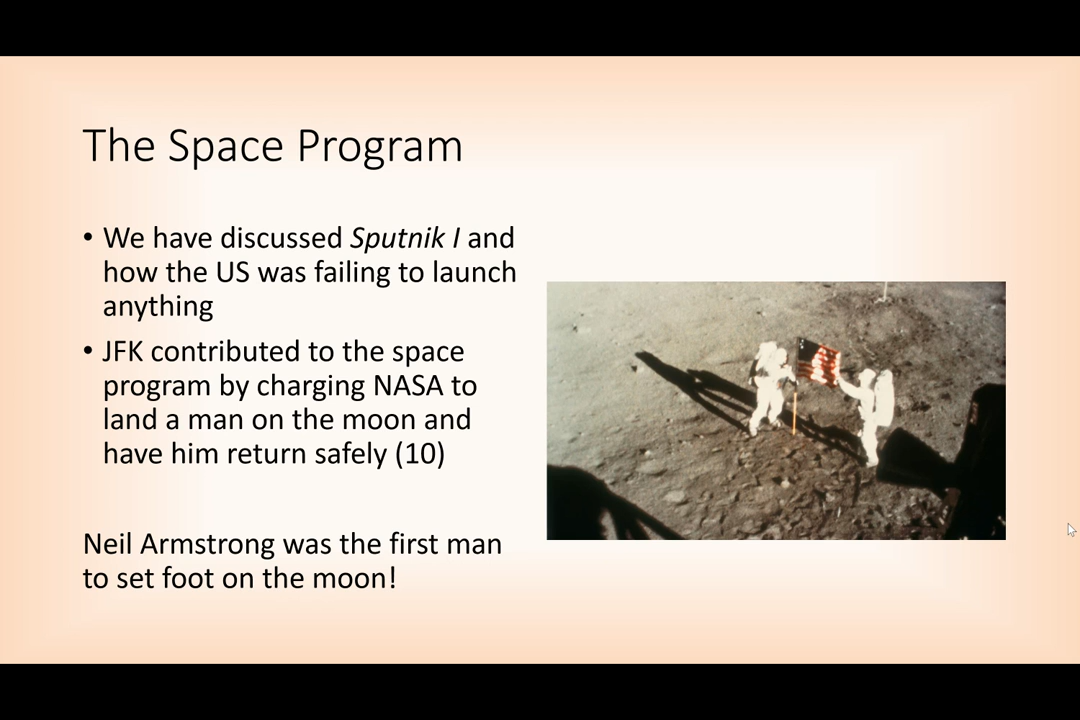 The Space Program
• We have discussed Sputnik I and
how the US was failing to launch
anything
• JFK contributed to the space
program by charging NASA to
land a man on the moon and
have him return safely (10)
Neil Armstrong was the first man
to set foot on the moon!